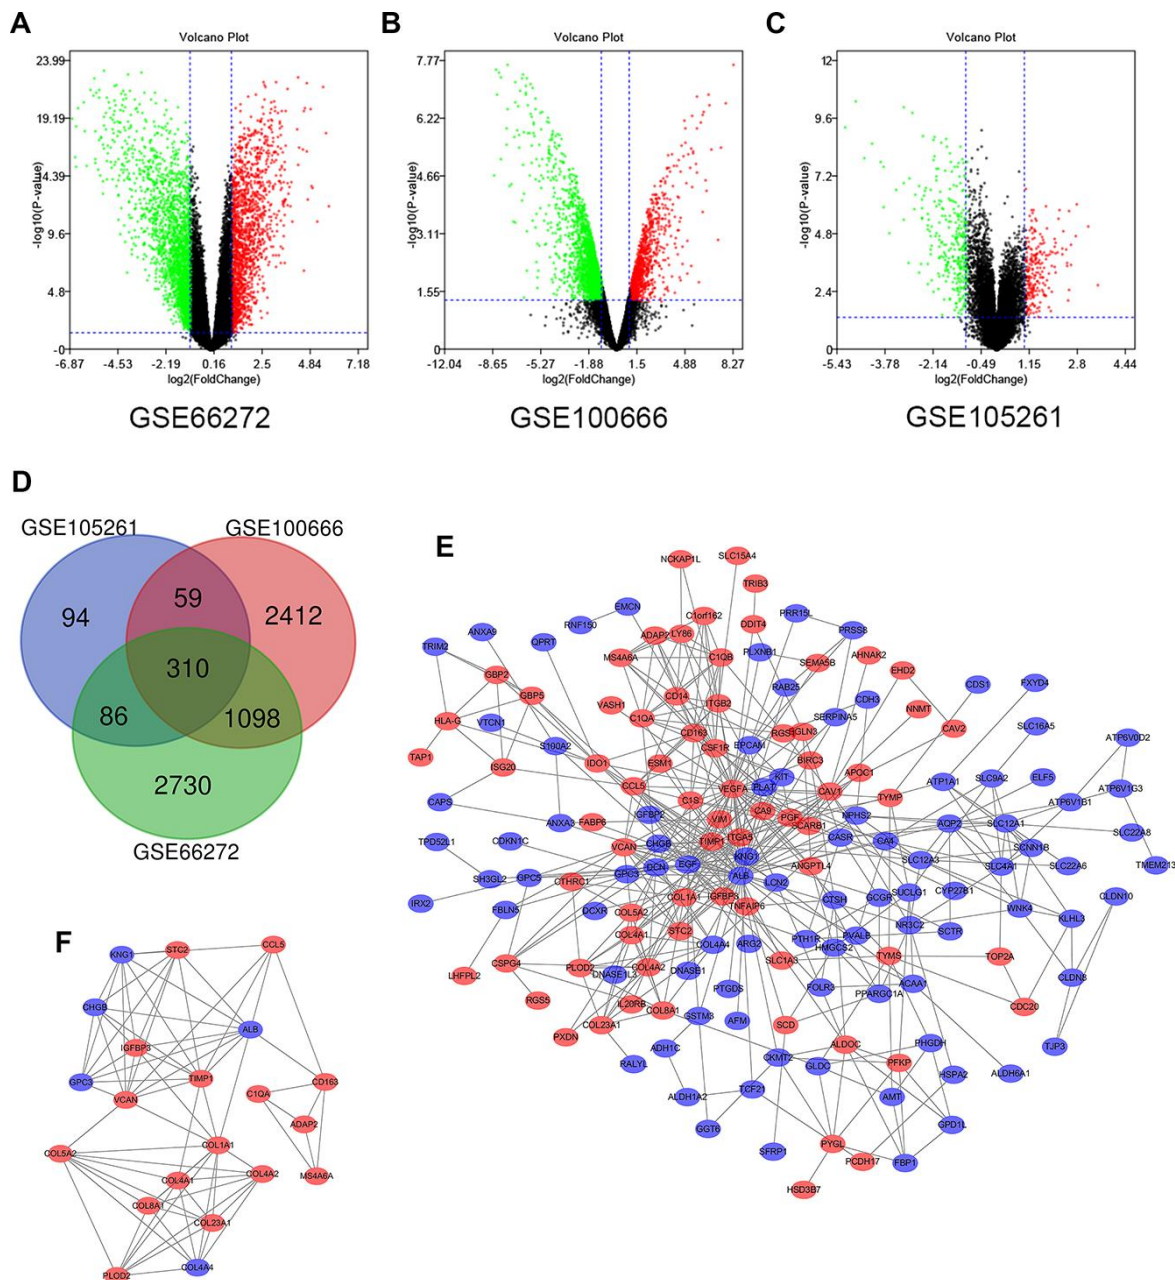 A
Volcano Plot
23.99
19.19
14.39
9.6
4.8
-0
-log10(P-value)
-6.87 -4.53 -2.19 0.16 2.5 4.84 7.18
log2(FoldChange)
GSE66272
B
Volcano Plot
7.77
6.22
4.66
3.11
1.55
0
-log10(P-value)
-12.04 -8.65 -5.27 -1.88 1.5 4.88 8.27
log2(FoldChange)
GSE100666
C
Volcano Plot
12
9.6
7.2
4.8
2.4
0
-log10(P-value)
-5.43 -3.78 -2.14 -0.49 1.15 2.8 4.44
log2(FoldChange)
GSE105261
D
GSE105261 GSE100666
94 59 2412
310
86 1098
2730
GSE66272
E
NCKAP1L
SLC15A4
TRIB3
EMCN
RNF150
C1orf162
PRR15L
DDIT4
PRSS8
ANXA9
TRIM2
QPRT
ADAP2
LY86
PLXNB1
MS4A6A
C1QB
SEMA5B
AHNAK2
GBP2
EHD2
CDS1
FXYD4
RAB25
GBP5
VASH1
CD14
ITGB2
CDH3
NNMT
SERPINA5
HLA-G
VTCN1
C1QA
CD163
RGS1
EGLN3
CAV2
SLC16A5
S100A2
CSF1R
EPCAM
ATP6V0D2
TAP1
ISG20
IDO1
ESM1
BIRC3
APOC1
KIT
ATP1A1
SLC9A2
ELF5
CCL5
VEGFA
PLAT
CAV1
TYMP
ATP6V1B1
ATP6V1G3
CAPS
C1S
CA9
PGF
NPHS2
ANXA3
FABP6
IGFBP2
VIM
SCARB1
AQP2
SLC12A1
SLC22A8
TPD52L1
CDKN1C
CHGB
TIMP1
ITGA5
CASR
CA4
SCNN1B
VCAN
KNG1
SLC12A3
SLC4A1
SLC22A6
TMEM213
DCN
EGF
ANGPTL4
SH3GL2
GPC5
GPC3
ALB
LCN2
CTHRC1
SUCLG1
CYP27B1
CLDN10
IRX2
FBLN5
DCXR
COL1A1
IGFBP3
CTSH
GCGR
WNK4
COL5A2
TNFAIP6
KLHL3
COL4A1
STC2
PVALB
NR3C2
SCTR
PTH1R
HMGCS2
COL4A4
ARG2
CSPG4
PLOD2
COL4A2
SLC1A3
TYMS
TOP2A
LHFPL2
DNASE1L3
DNASE1
CLDN8
FOLR3
ACAA1
PTGDS
PPARGC1A
RGS5
IL20RB
COL8A1
CDC20
GSTM3
AFM
SCD
COL23A1
PXDN
ALDOC
PHGDH
TJP3
ADH1C
RALYL
CKMT2
GLDC
PFKP
HSPA2
ALDH6A1
TCF21
ALDH1A2
AMT
GGT6
GPD1L
SFRP1
PYGL
PCDH17
FBP1
HSD3B7
F
KNG1
STC2
CCL5
CHGB
ALB
IGFBP3
GPC3
TIMP1
CD163
VCAN
C1QA
ADAP2
COL1A1
COL5A2
COL4A1
COL4A2
MS4A6A
COL8A1
COL23A1
PLOD2
COL4A4